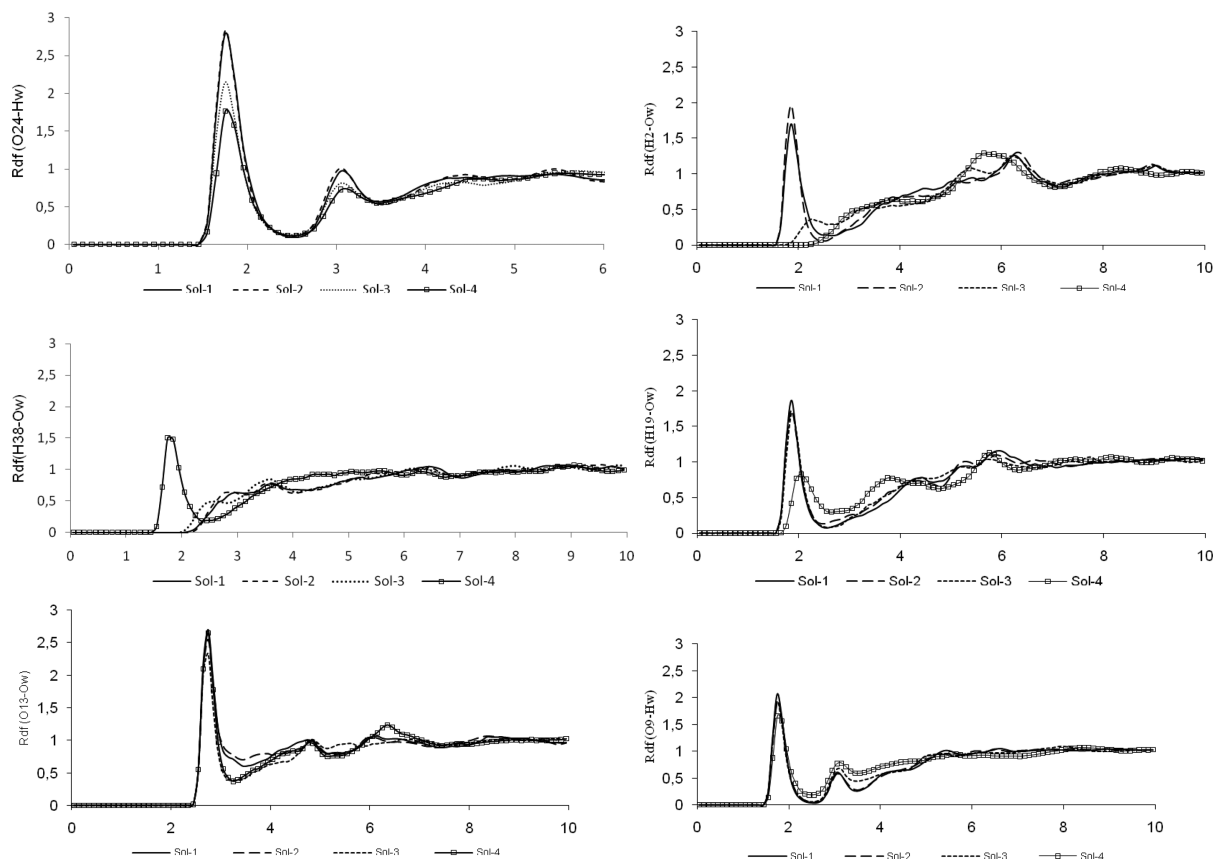 Rdf (O24-Hw)
3
2,5
2
1,5
1
0,5
0
0 1 2 3 4 5 6
Sol-1 Sol-2 Sol-3 Sol-4
Rdf (H2-Ow)
3
2,5
2
1,5
1
0,5
0
0 2 4 6 8 10
Sol-1 Sol-2 Sol-3 Sol-4
Rdf(H38-Ow)
3
2,5
2
1,5
1
0,5
0
0 1 2 3 4 5 6 7 8 9 10
Sol-1 Sol-2 Sol-3 Sol-4
Rdf (H19-Ow)
3
2,5
2
1,5
1
0,5
0
0 2 4 6 8 10
Sol-1 Sol-2 Sol-3 Sol-4
Rdf (O13-Ow)
3
2,5
2
1,5
1
0,5
0
0 2 4 6 8 10
Sol-1 Sol-2 Sol-3 Sol-4
Rdf (O9-Hw)
3
2,5
2
1,5
1
0,5
0
0 2 4 6 8 10
Sol-1 Sol-2 Sol-3 Sol-4